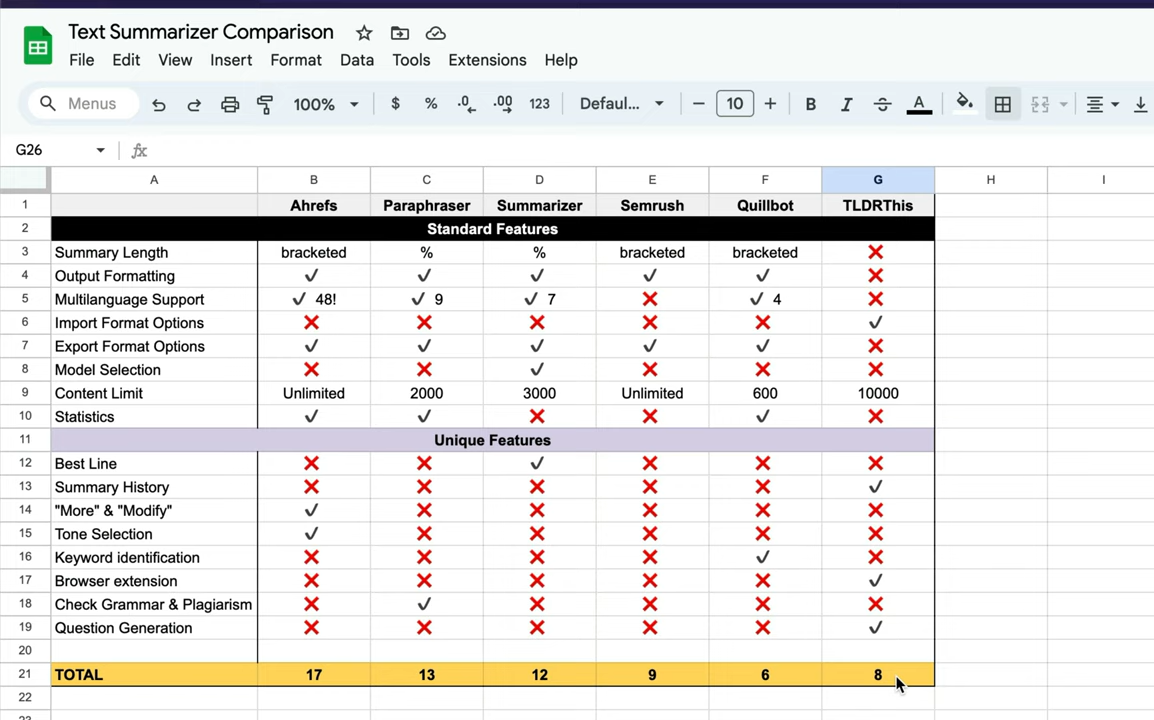 Text Summarizer Comparison
File Edit View Insert Format Data Tools Extensions Help
Menus 100% $ % .0 .00 123 Defaul... − 10 + B I S A
G26 fx
A B C D E F G H I
1 Ahrefs Paraphraser Summarizer Semrush Quillbot TLDRThis
2 Standard Features
3 Summary Length bracketed % % bracketed bracketed ❌
4 Output Formatting ✓ ✓ ✓ ✓ ✓ ❌
5 Multilanguage Support ✓ 48! ✓ 9 ✓ 7 ❌ ✓ 4 ❌
6 Import Format Options ❌ ❌ ❌ ❌ ❌ ✓
7 Export Format Options ✓ ✓ ✓ ✓ ✓ ❌
8 Model Selection ❌ ❌ ✓ ❌ ❌ ❌
9 Content Limit Unlimited 2000 3000 Unlimited 600 10000
10 Statistics ✓ ✓ ❌ ❌ ✓ ❌
11 Unique Features
12 Best Line ❌ ❌ ✓ ❌ ❌ ❌
13 Summary History ❌ ❌ ❌ ❌ ❌ ✓
14 "More" & "Modify" ✓ ❌ ❌ ❌ ❌ ❌
15 Tone Selection ✓ ❌ ❌ ❌ ❌ ❌
16 Keyword identification ❌ ❌ ❌ ❌ ✓ ❌
17 Browser extension ❌ ❌ ❌ ❌ ❌ ✓
18 Check Grammar & Plagiarism ❌ ✓ ❌ ❌ ❌ ❌
19 Question Generation ❌ ❌ ❌ ❌ ❌ ✓
20
21 TOTAL 17 13 12 9 6 8
22